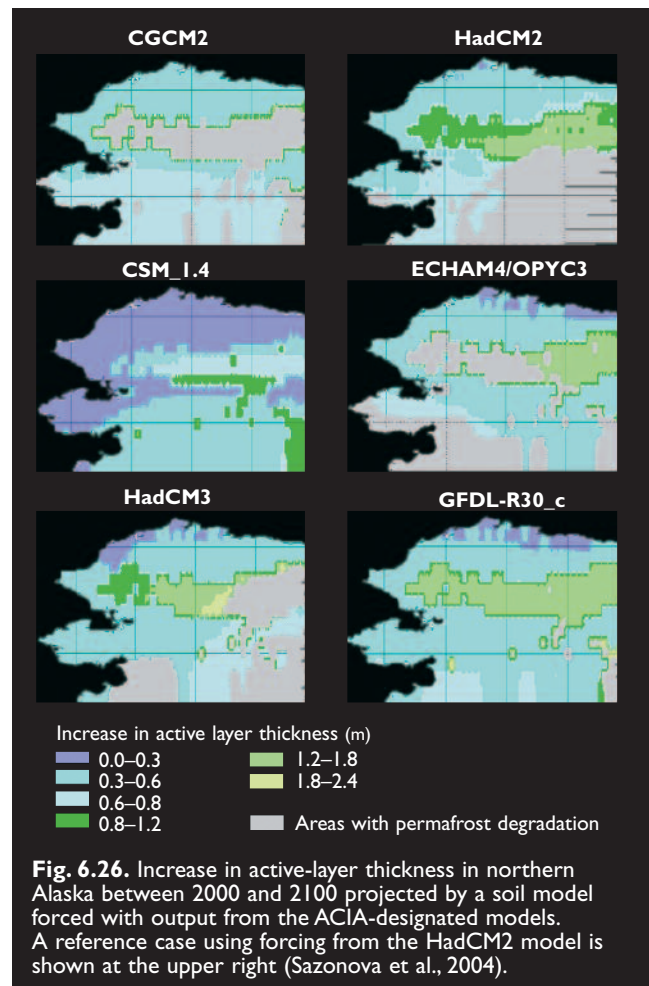 CGCM2
HadCM2
CSM_1.4
ECHAM4/OPYC3
HadCM3
GFDL-R30_c
Increase in active layer thickness (m)
0.0–0.3
0.3–0.6
0.6–0.8
0.8–1.2
1.2–1.8
1.8–2.4
Areas with permafrost degradation
Fig. 6.26. Increase in active-layer thickness in northern
Alaska between 2000 and 2100 projected by a soil model
forced with output from the ACIA-designated models.
A reference case using forcing from the HadCM2 model is
shown at the upper right (Sazonova et al., 2004).